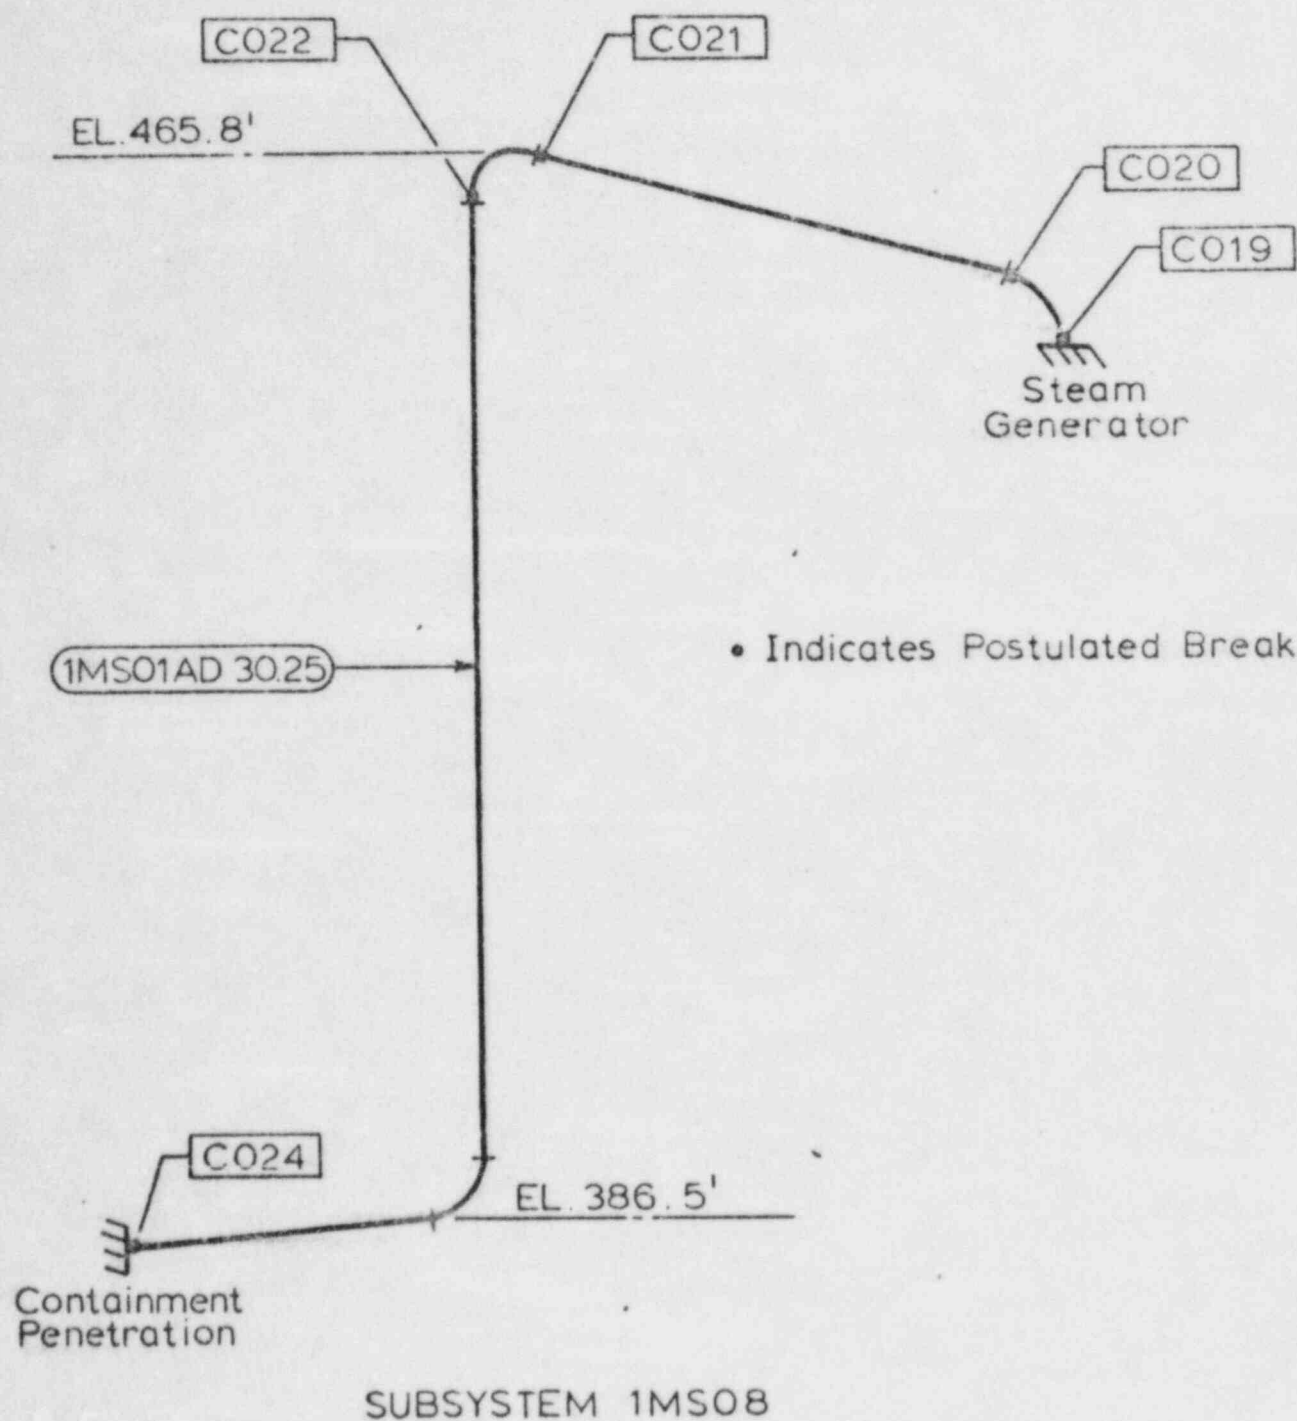 C022
C021
EL.465.8'
C020
C019
Steam
Generator
1MS01AD 30.25
• Indicates Postulated Break
C024
EL. 386.5'
Containment
Penetration
SUBSYSTEM 1MS08